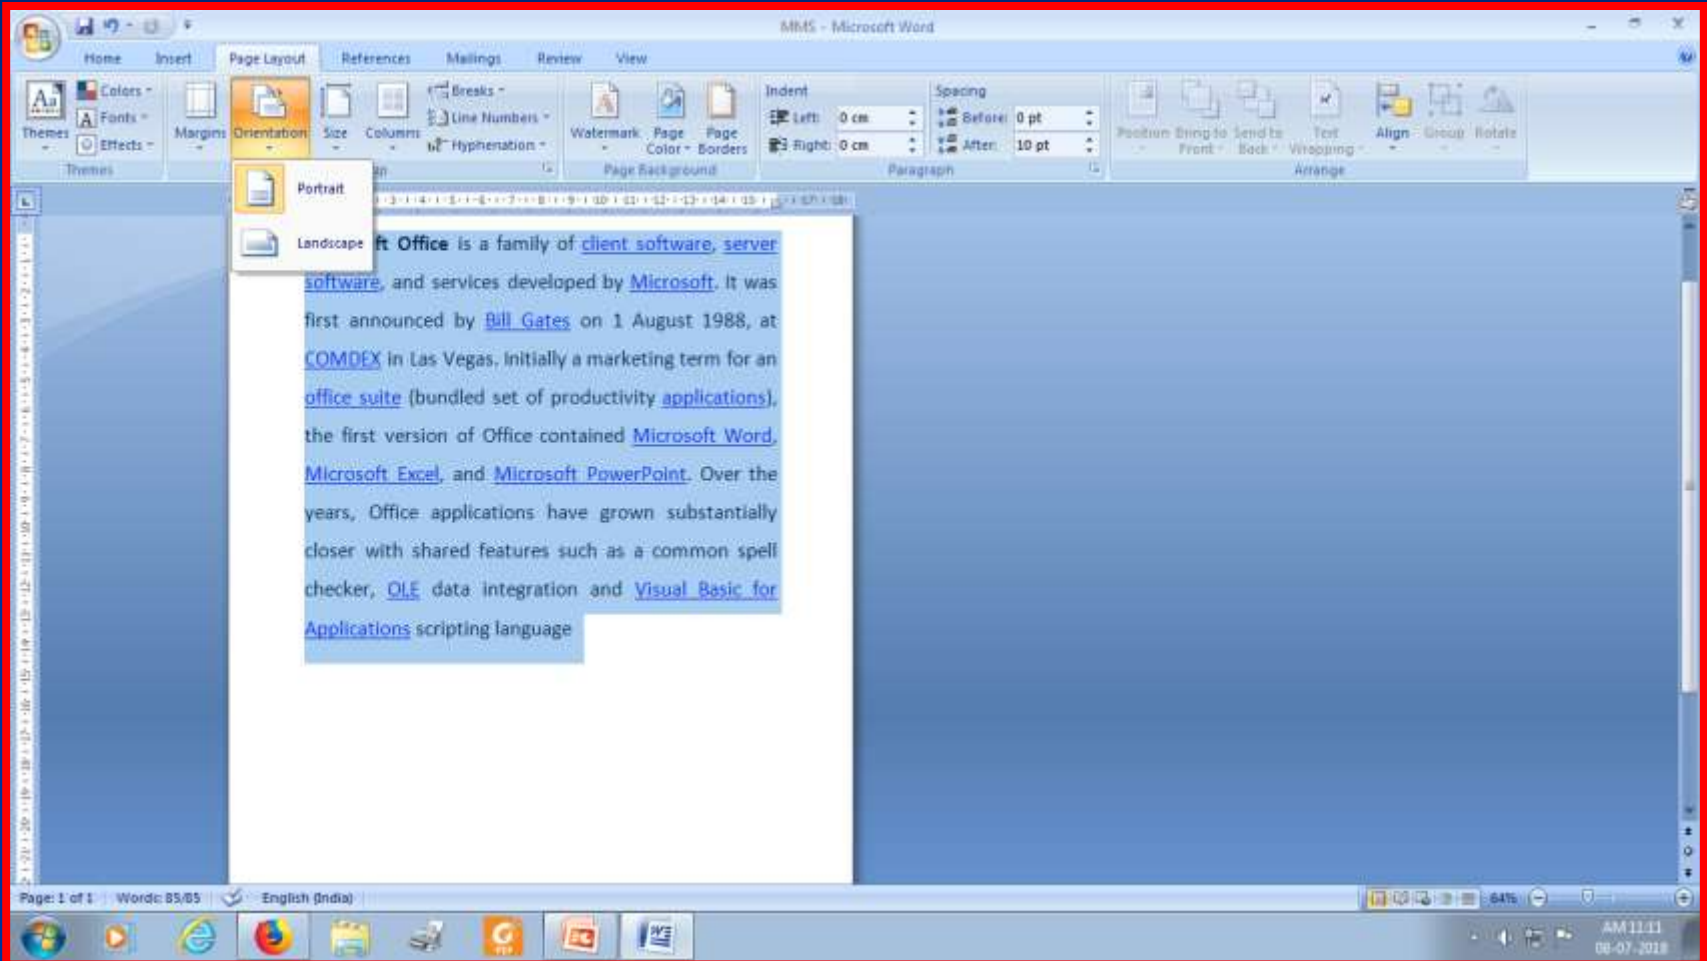 MMS - Microsoft Word
Home Insert Page Layout References Mailings Review View
Themes
Colors
Fonts
Effects
Themes
Margins Orientation Size Columns
Breaks
Line Numbers
Hyphenation
Watermark Page Color Page Borders
Page Background
Indent
Left: 0 cm
Right: 0 cm
Spacing
Before: 0 pt
After: 10 pt
Paragraph
Position Bring to Front Send to Back Text Wrapping Align Group Rotate
Arrange
Portrait
Landscape
ft Office is a family of client software, server
software, and services developed by Microsoft. It was
first announced by Bill Gates on 1 August 1988, at
COMDEX in Las Vegas. Initially a marketing term for an
office suite (bundled set of productivity applications),
the first version of Office contained Microsoft Word,
Microsoft Excel, and Microsoft PowerPoint. Over the
years, Office applications have grown substantially
closer with shared features such as a common spell
checker, OLE data integration and Visual Basic for
Applications scripting language
Page: 1 of 1 Words: 85/85 English (India) 64%
AM 11:11
08-07-2018